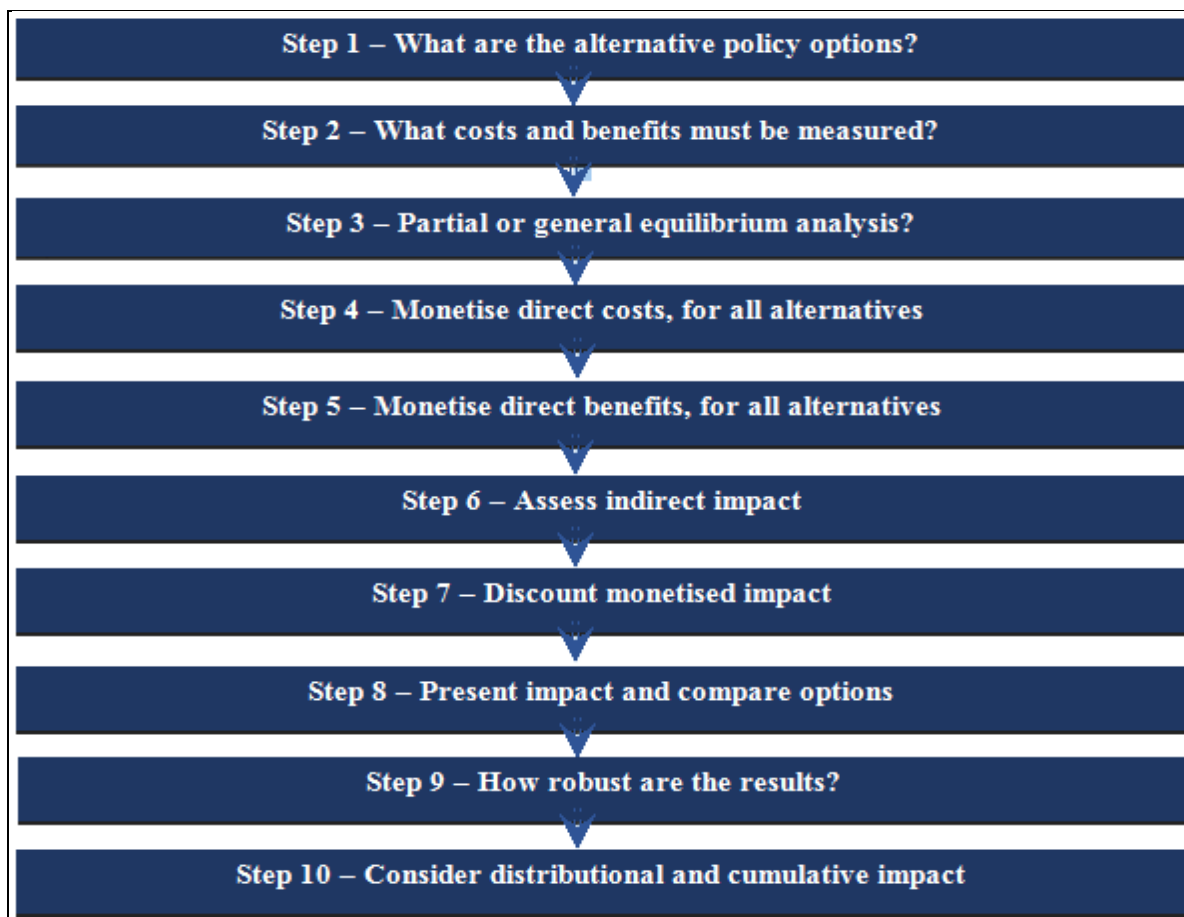 Step 1 – What are the alternative policy options?
Step 2 – What costs and benefits must be measured?
Step 3 – Partial or general equilibrium analysis?
Step 4 – Monetise direct costs, for all alternatives
Step 5 – Monetise direct benefits, for all alternatives
Step 6 – Assess indirect impact
Step 7 – Discount monetised impact
Step 8 – Present impact and compare options
Step 9 – How robust are the results?
Step 10 – Consider distributional and cumulative impact